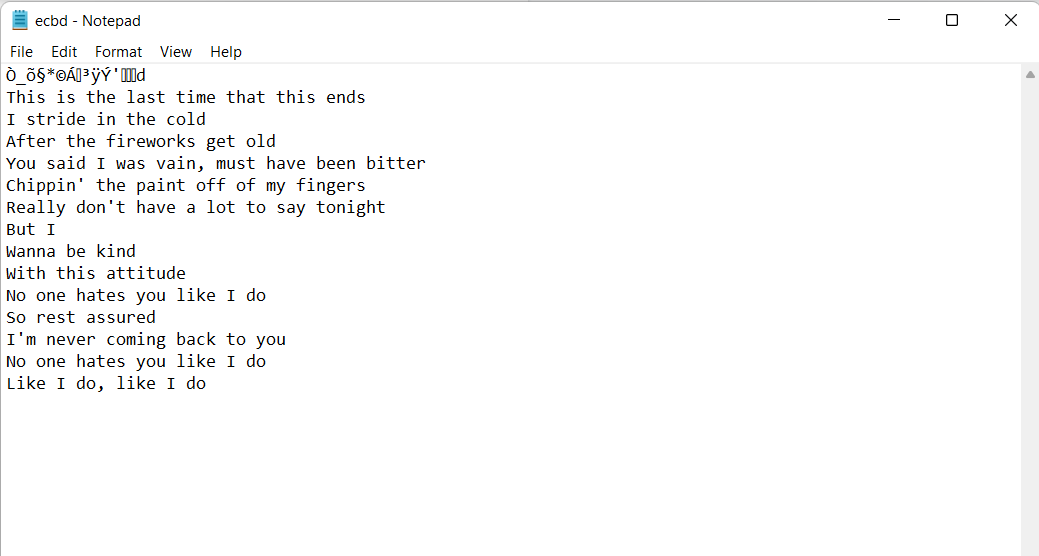 ecbd - Notepad
File Edit Format View Help
Ò_õ§*©Á³ÿÝ'd
This is the last time that this ends
I stride in the cold
After the fireworks get old
You said I was vain, must have been bitter
Chippin' the paint off of my fingers
Really don't have a lot to say tonight
But I
Wanna be kind
With this attitude
No one hates you like I do
So rest assured
I'm never coming back to you
No one hates you like I do
Like I do, like I do